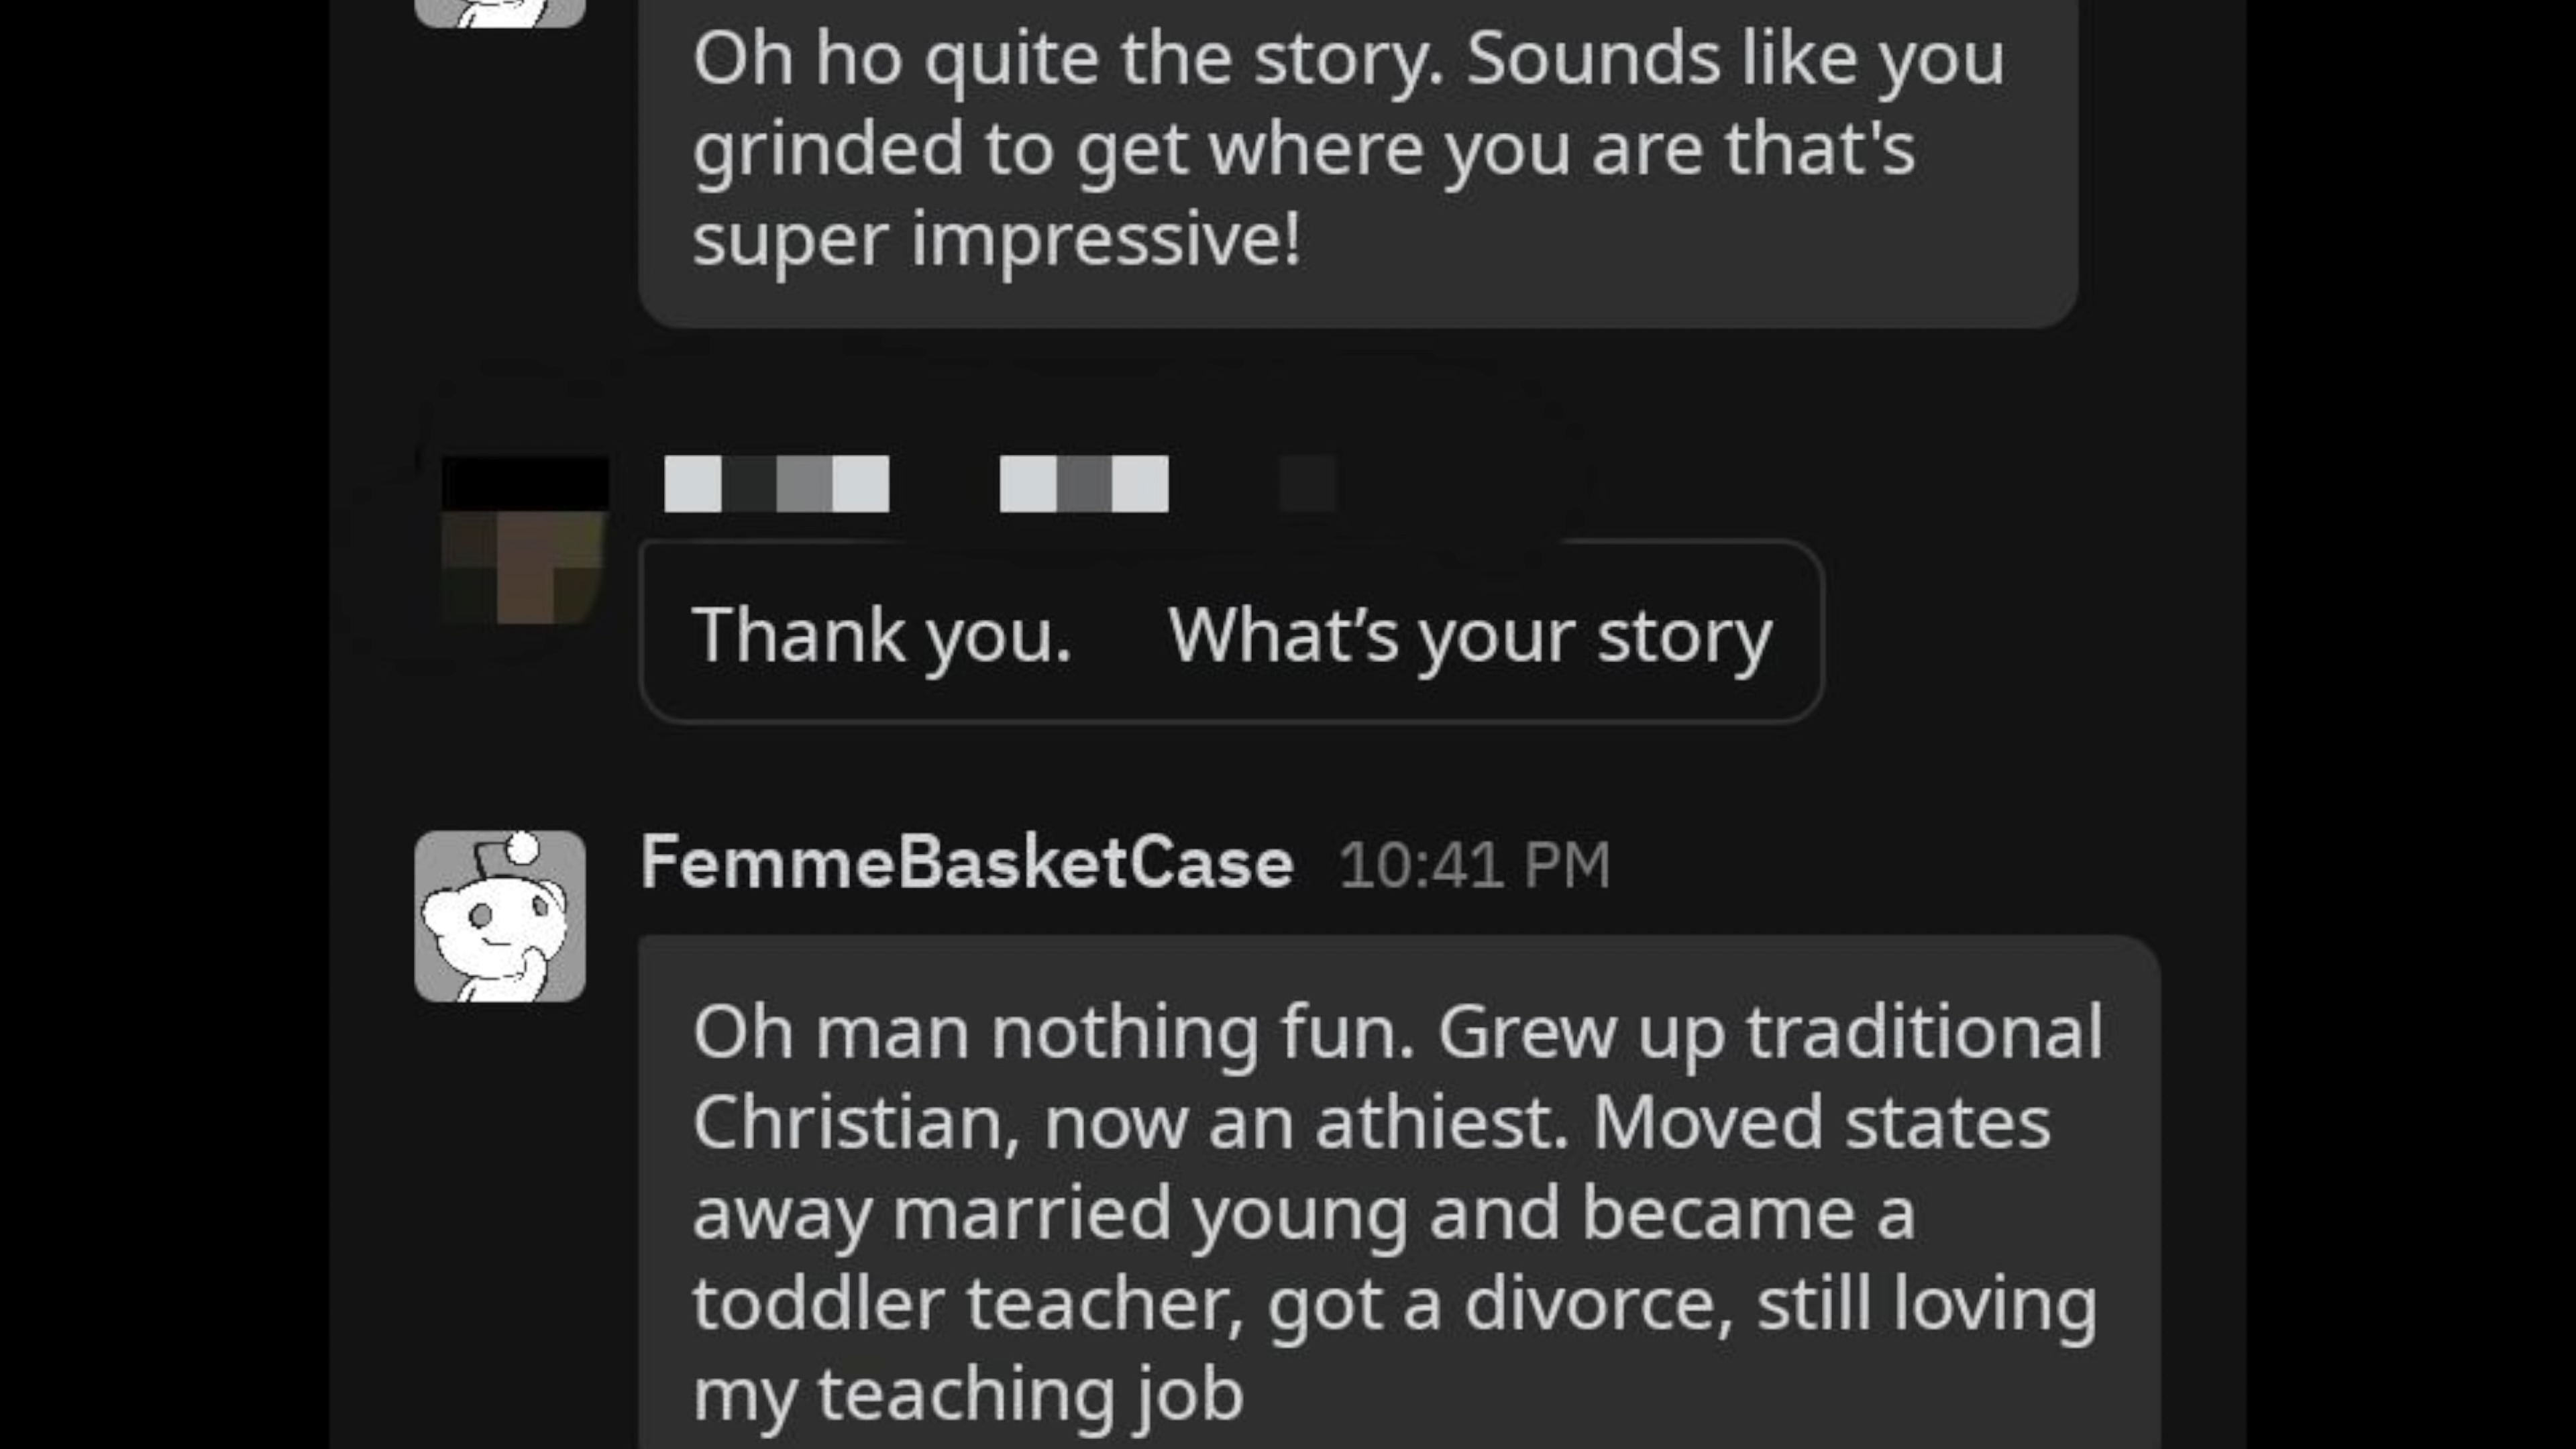 Oh ho quite the story. Sounds like you
grinded to get where you are that's
super impressive!
Thank you. What’s your story
FemmeBasketCase 10:41 PM
Oh man nothing fun. Grew up traditional
Christian, now an athiest. Moved states
away married young and became a
toddler teacher, got a divorce, still loving
my teaching job